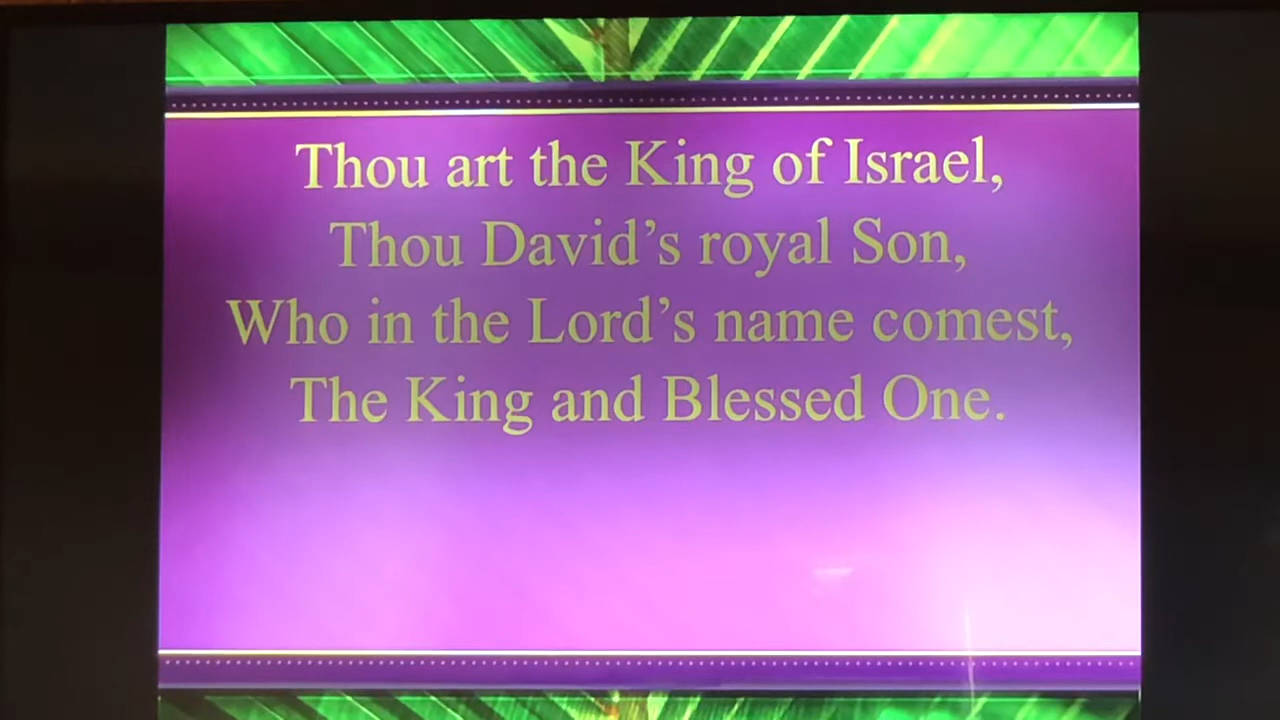 Thou art the King of Israel,
Thou David’s royal Son,
Who in the Lord’s name comest,
The King and Blessed One.